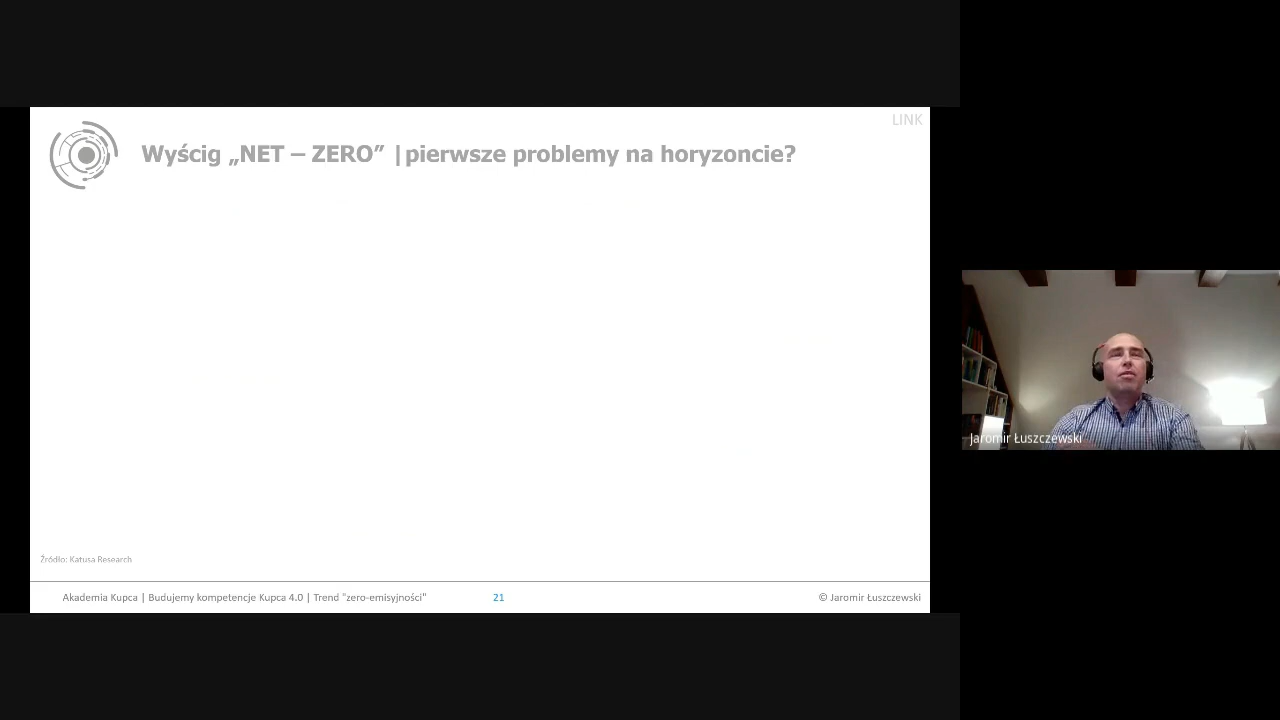 LINK
Wyścig „NET – ZERO” | pierwsze problemy na horyzoncie?
Jaromir Łuszczewski
Źródło: Katusa Research
Akademia Kupca | Budujemy kompetencje Kupca 4.0 | Trend "zero-emisyjności" 21 © Jaromir Łuszczewski